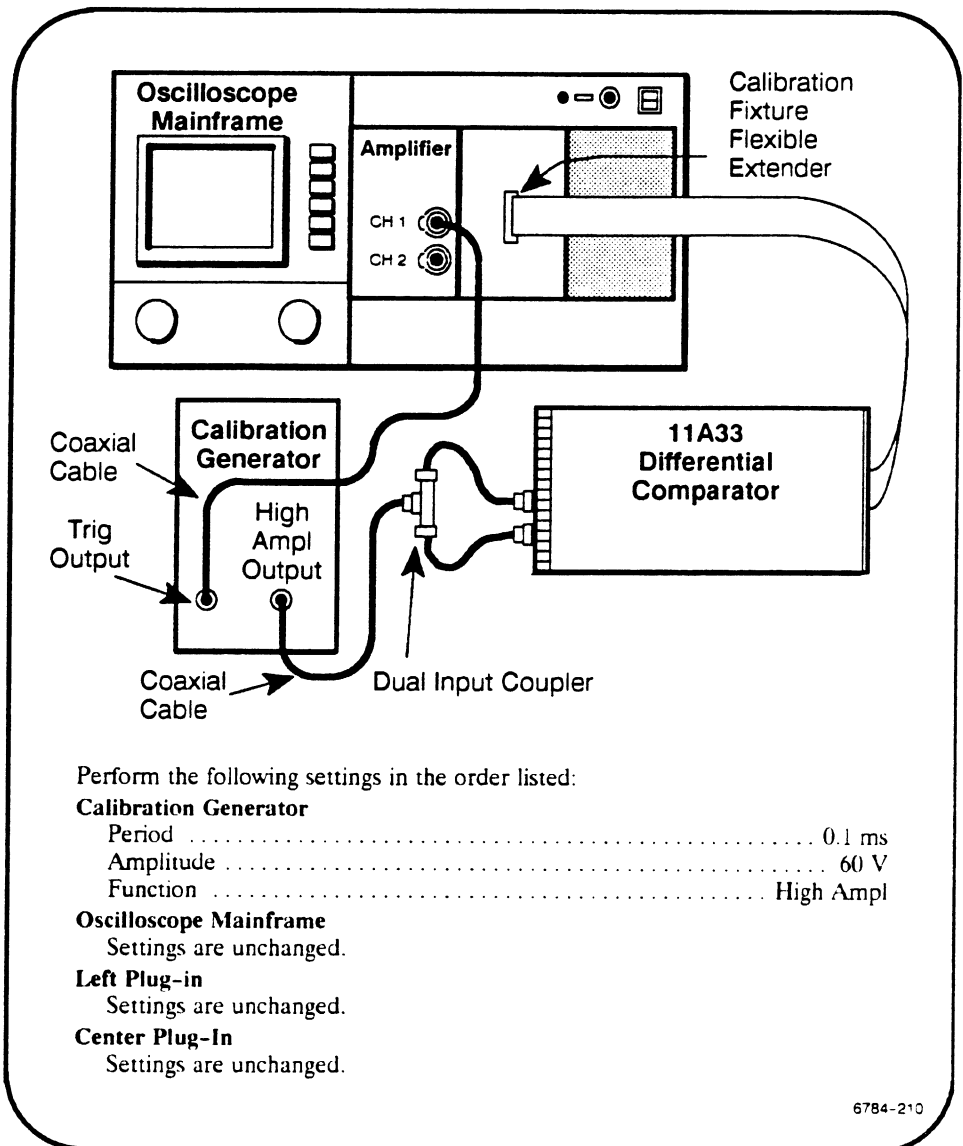 Oscilloscope
Mainframe
Amplifier
CH 1
CH 2
Calibration
Fixture
Flexible
Extender
Coaxial
Cable
Trig
Output
Calibration
Generator
High
Ampl
Output
Coaxial
Cable
Dual Input Coupler
11A33
Differential
Comparator
Perform the following settings in the order listed:
Calibration Generator
Period ........................................................ 0.1 ms
Amplitude ..................................................... 60 V
Function ................................................ High Ampl
Oscilloscope Mainframe
Settings are unchanged.
Left Plug-in
Settings are unchanged.
Center Plug-In
Settings are unchanged.
6784-210